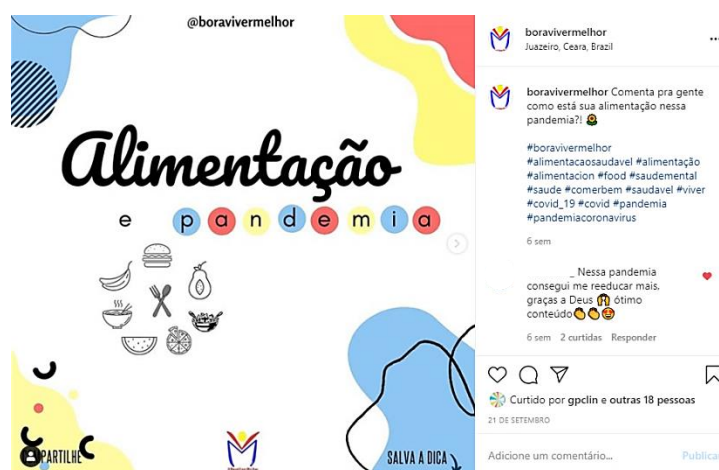 @boravivermelhor
Alimentação
e pandemia
COMPARTILHE
SALVA A DICA
boravivermelhor
Juazeiro, Ceara, Brazil
boravivermelhor Comenta pra gente
como está sua alimentação nessa
pandemia?! 🌻
#boravivermelhor
#alimentacaosaudavel #alimentação
#alimentacion #food #saudemental
#saude #comerbem #saudavel #viver
#covid_19 #covid #pandemia
#pandemiacoronavirus
6 sem
_ Nessa pandemia
consegui me reeducar mais,
graças a Deus 🙌 ótimo
conteúdo👏👏😍
6 sem 2 curtidas Responder
Curtido por gpclin e outras 18 pessoas
21 DE SETEMBRO
Adicione um comentário...
Publicar